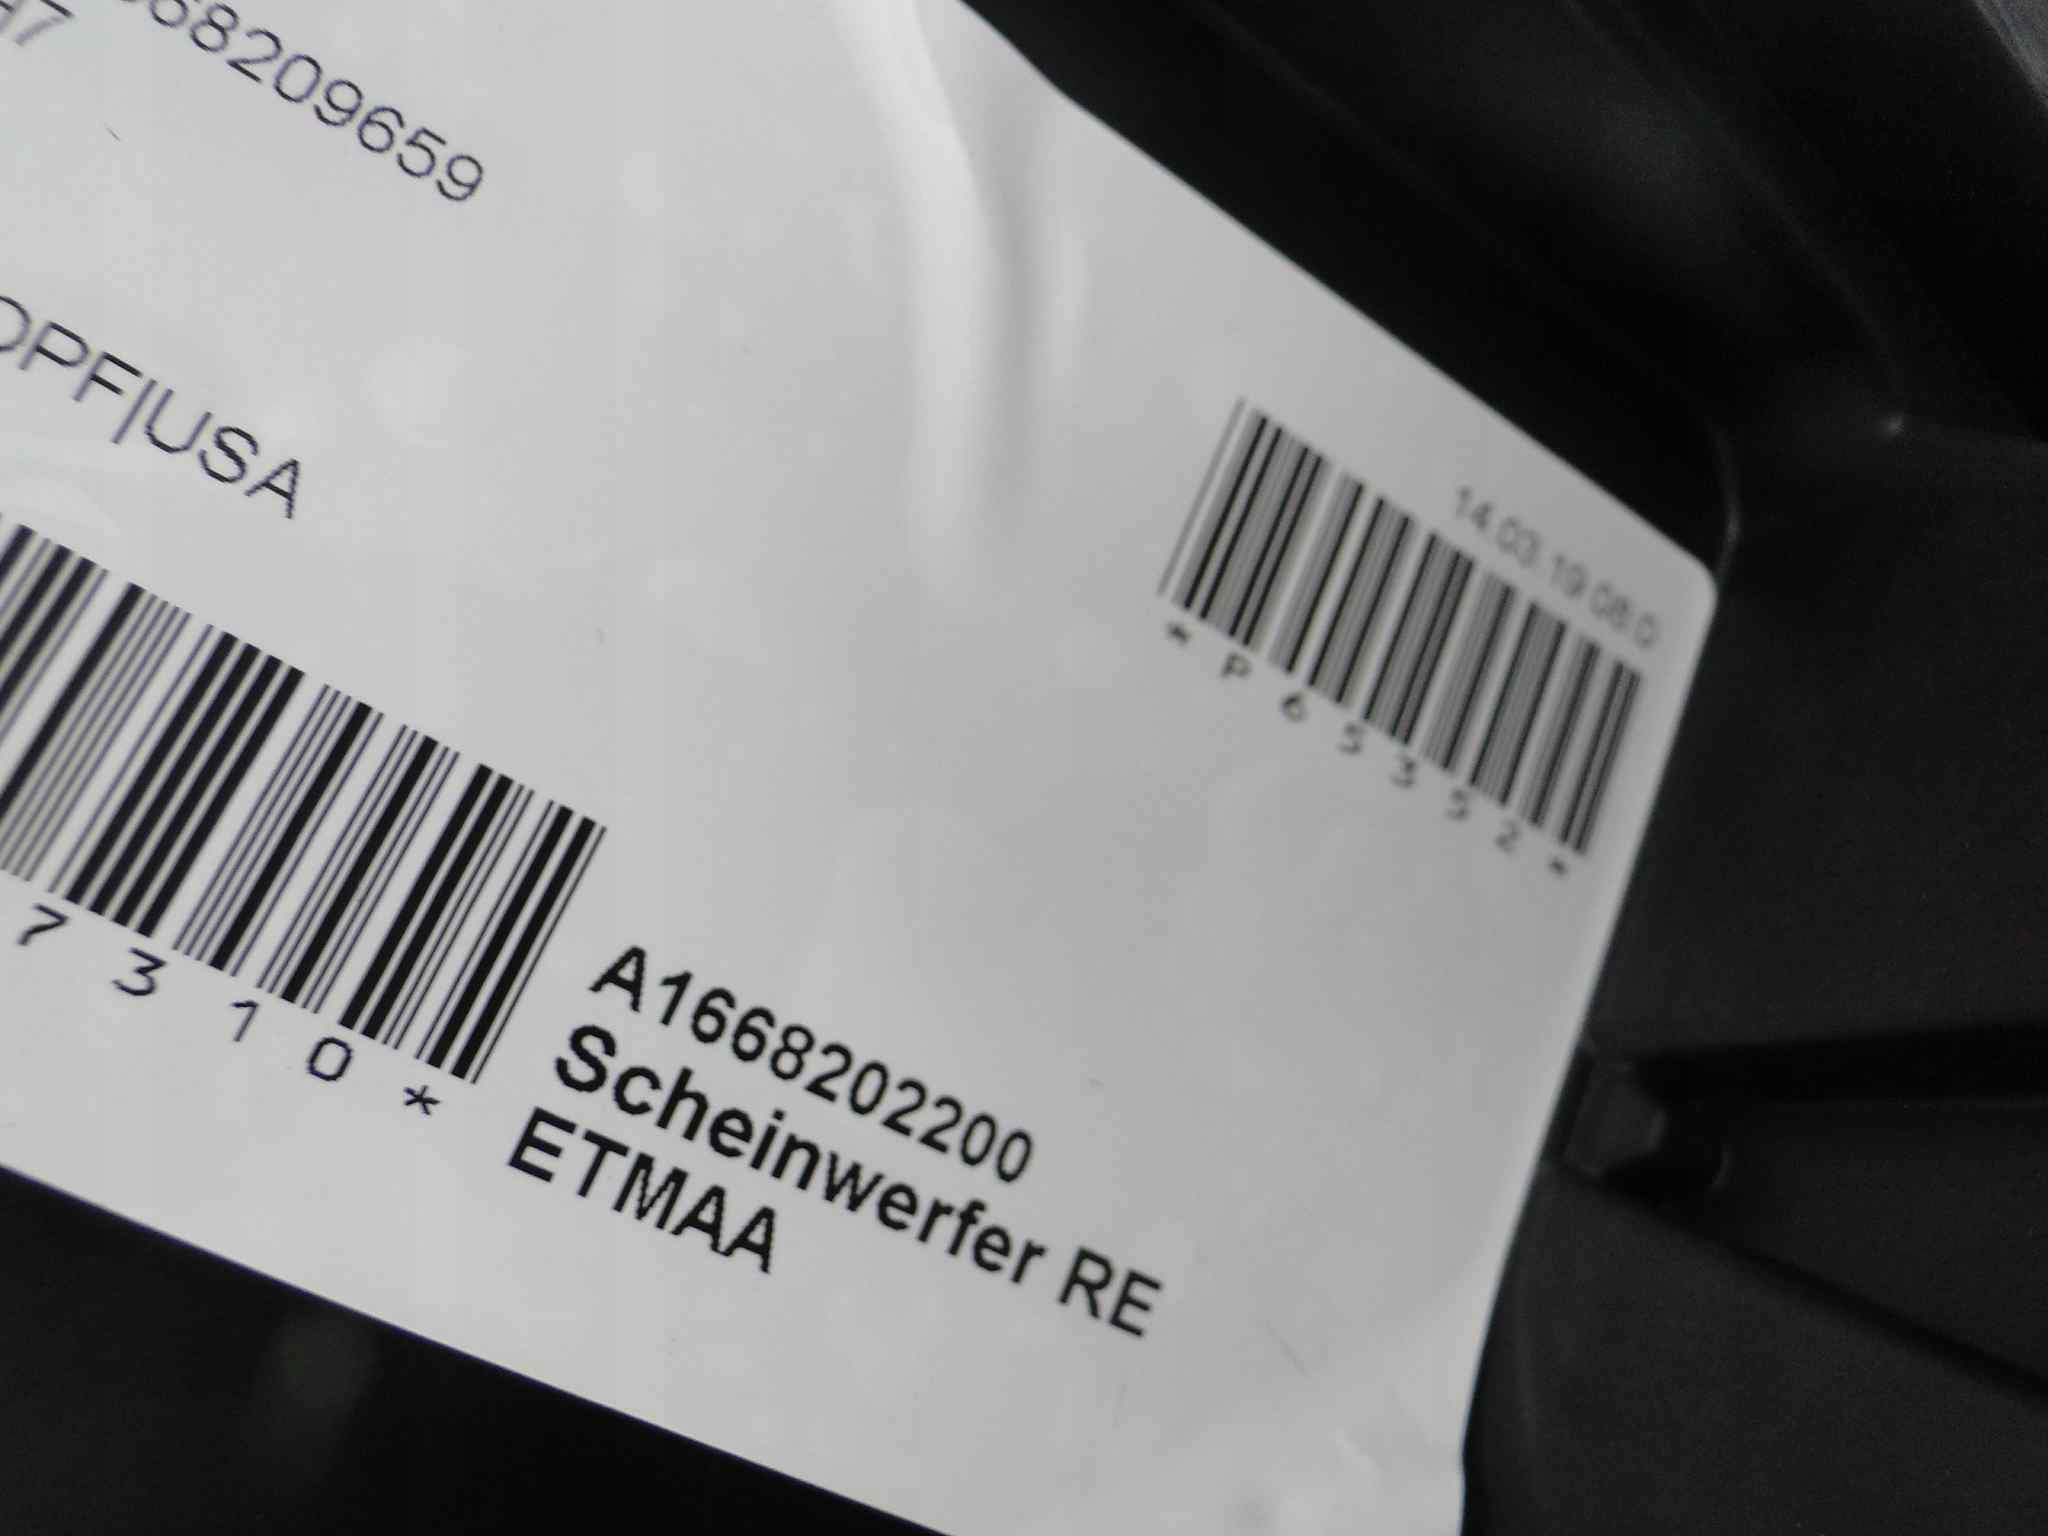 68209659
OPF|USA
14.03.19 08:0
*P65352*
7310*
A1668202200
Scheinwerfer RE
ETMAA